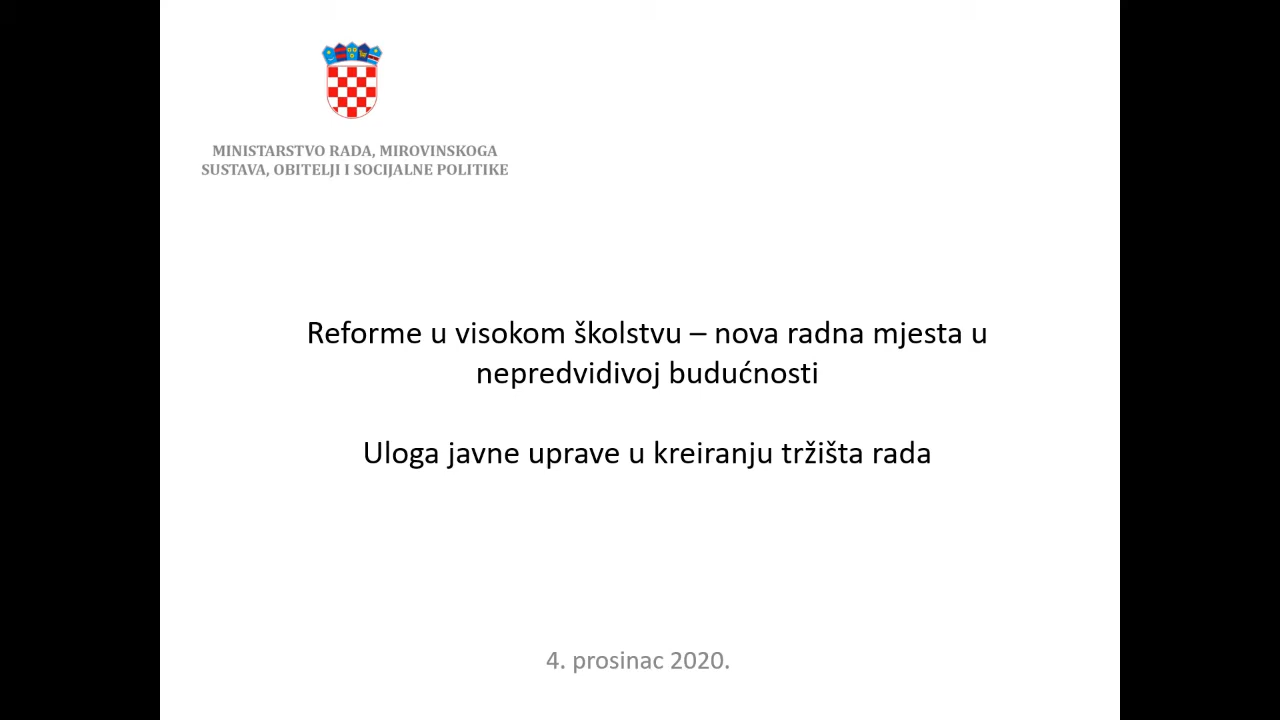 MINISTARSTVO RADA, MIROVINSKOGA
SUSTAVA, OBITELJI I SOCIJALNE POLITIKE
Reforme u visokom školstvu – nova radna mjesta u
nepredvidivoj budućnosti
Uloga javne uprave u kreiranju tržišta rada
4. prosinac 2020.